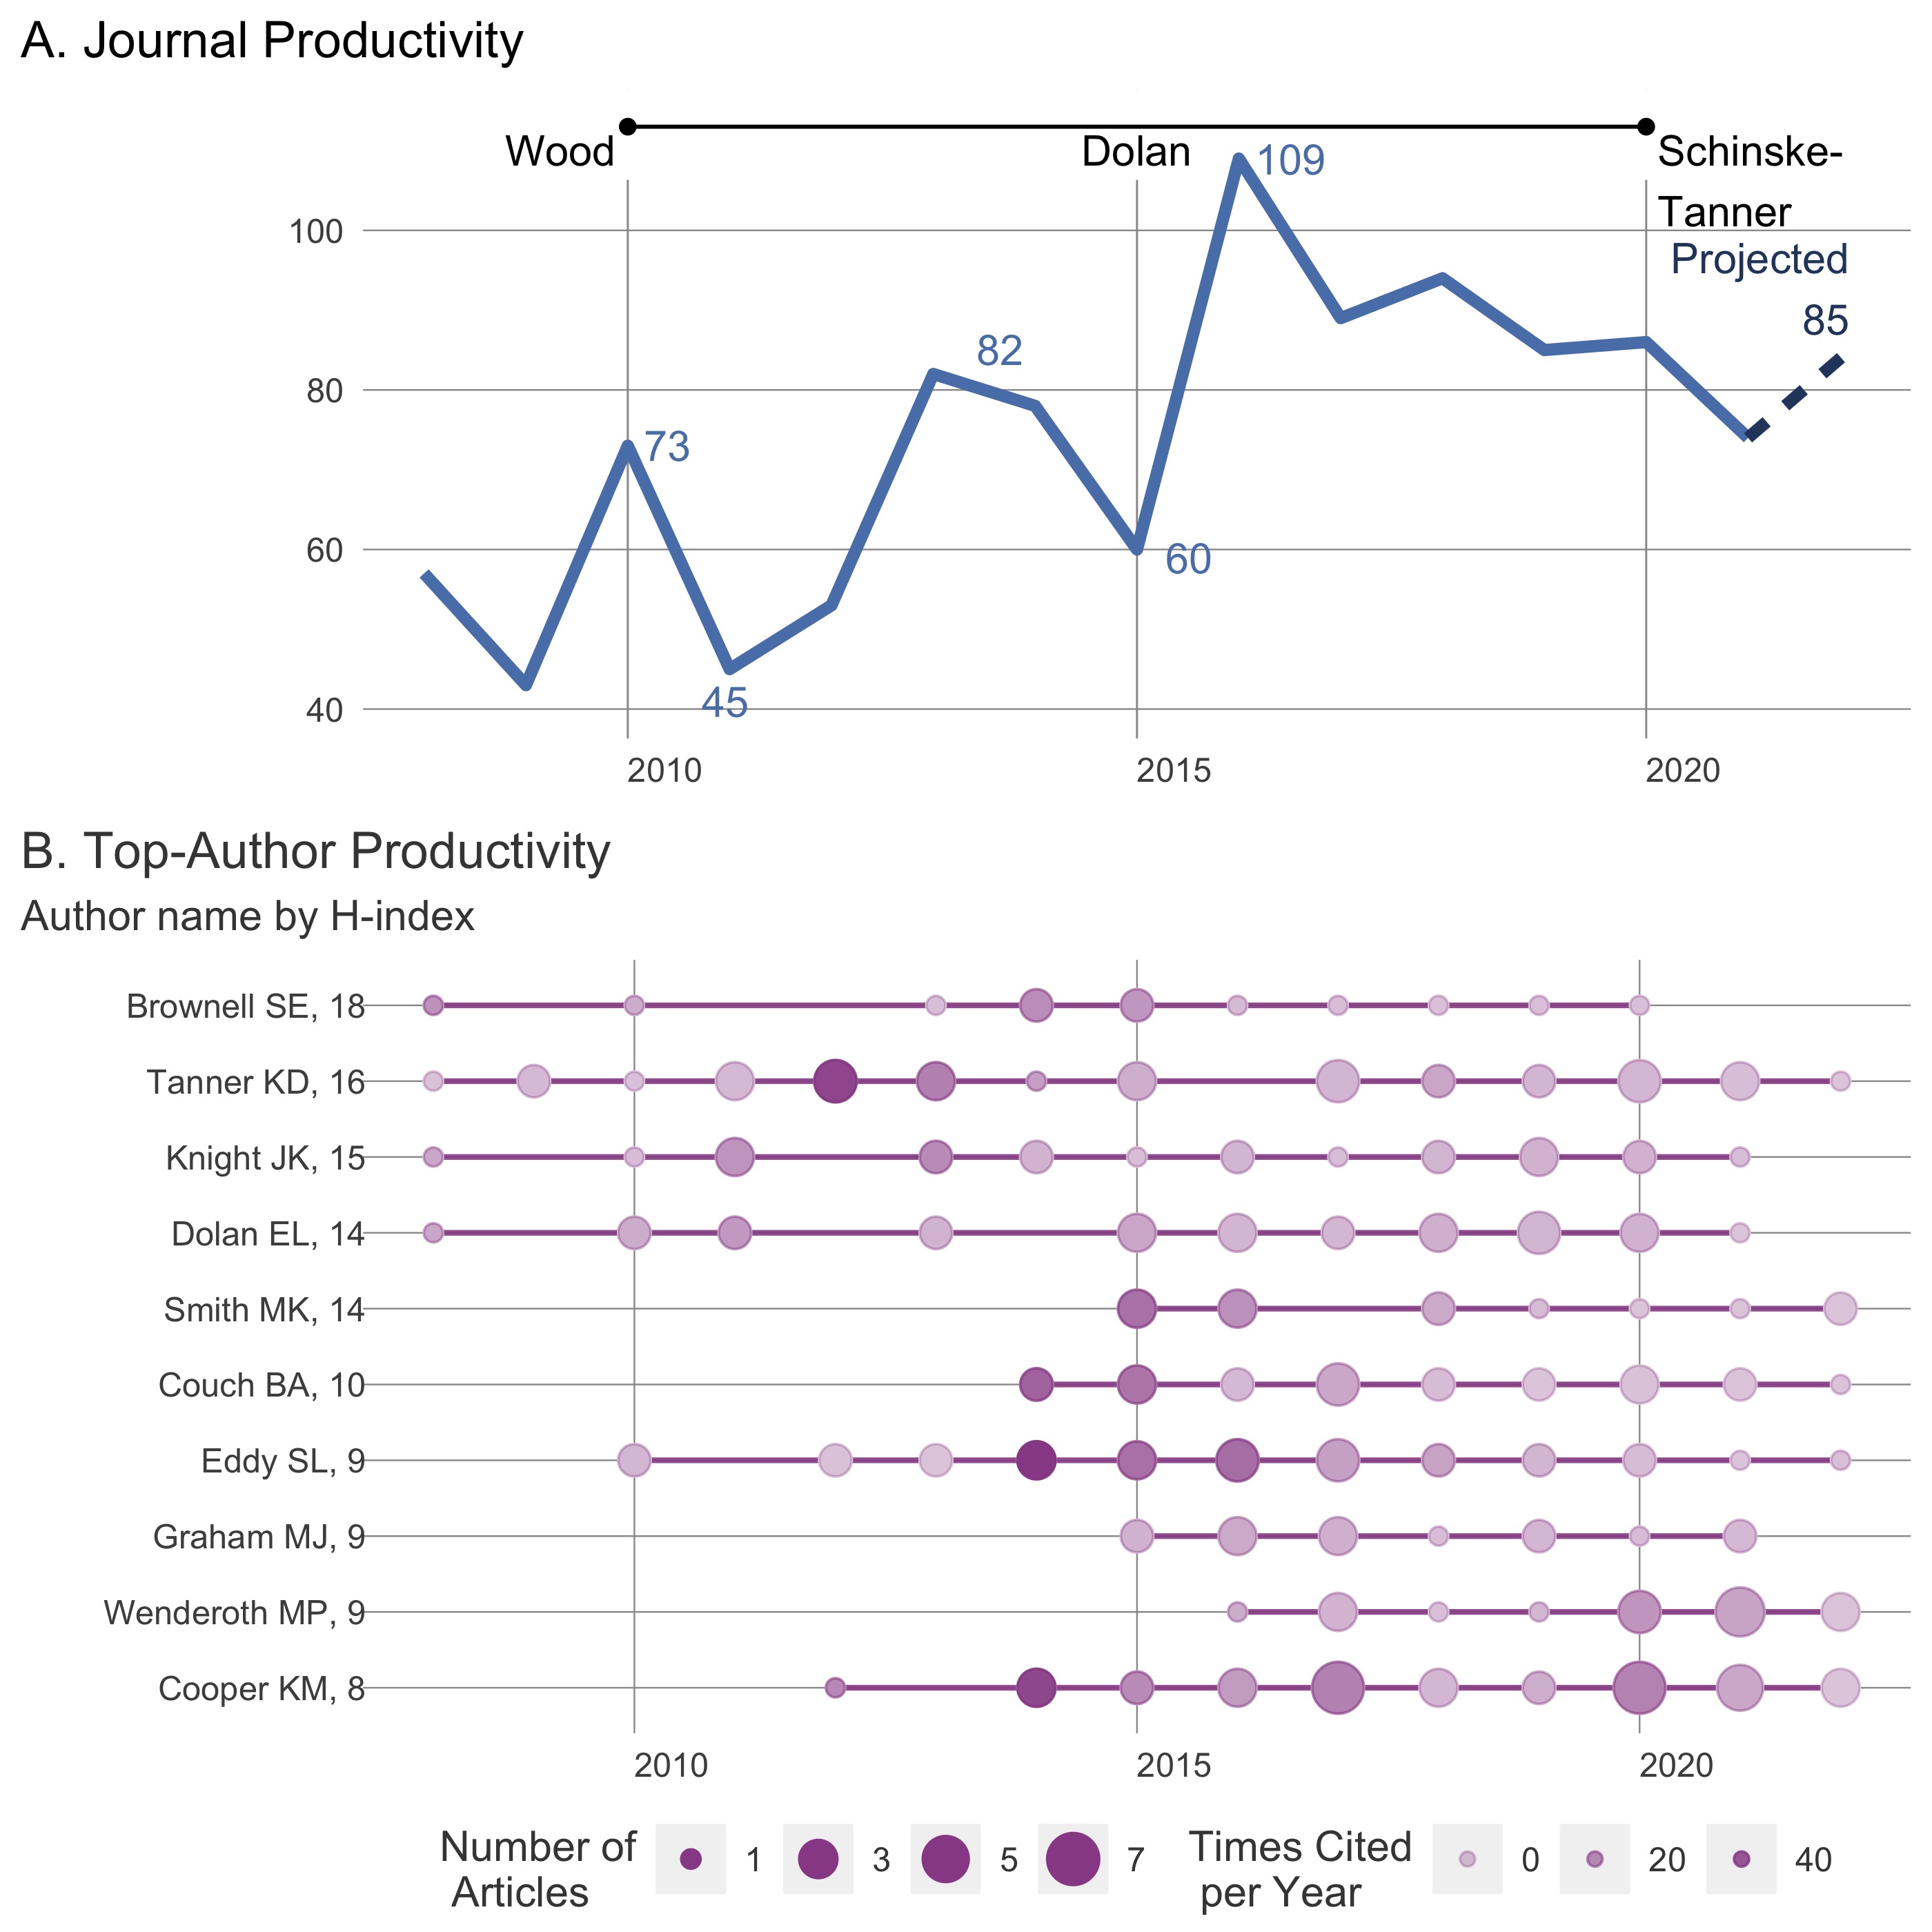 A. Journal Productivity
Wood
Dolan
Schinske-
Tanner
Projected
109
100
85
82
80
73
60
60
45
40
2010
2015
2020
B. Top-Author Productivity
Author name by H-index
Brownell SE, 18
Tanner KD, 16
Knight JK, 15
Dolan EL, 14
Smith MK, 14
Couch BA, 10
Eddy SL, 9
Graham MJ, 9
Wenderoth MP, 9
Cooper KM, 8
2010
2015
2020
Number of
Articles
1
3
5
7
Times Cited
per Year
0
20
40